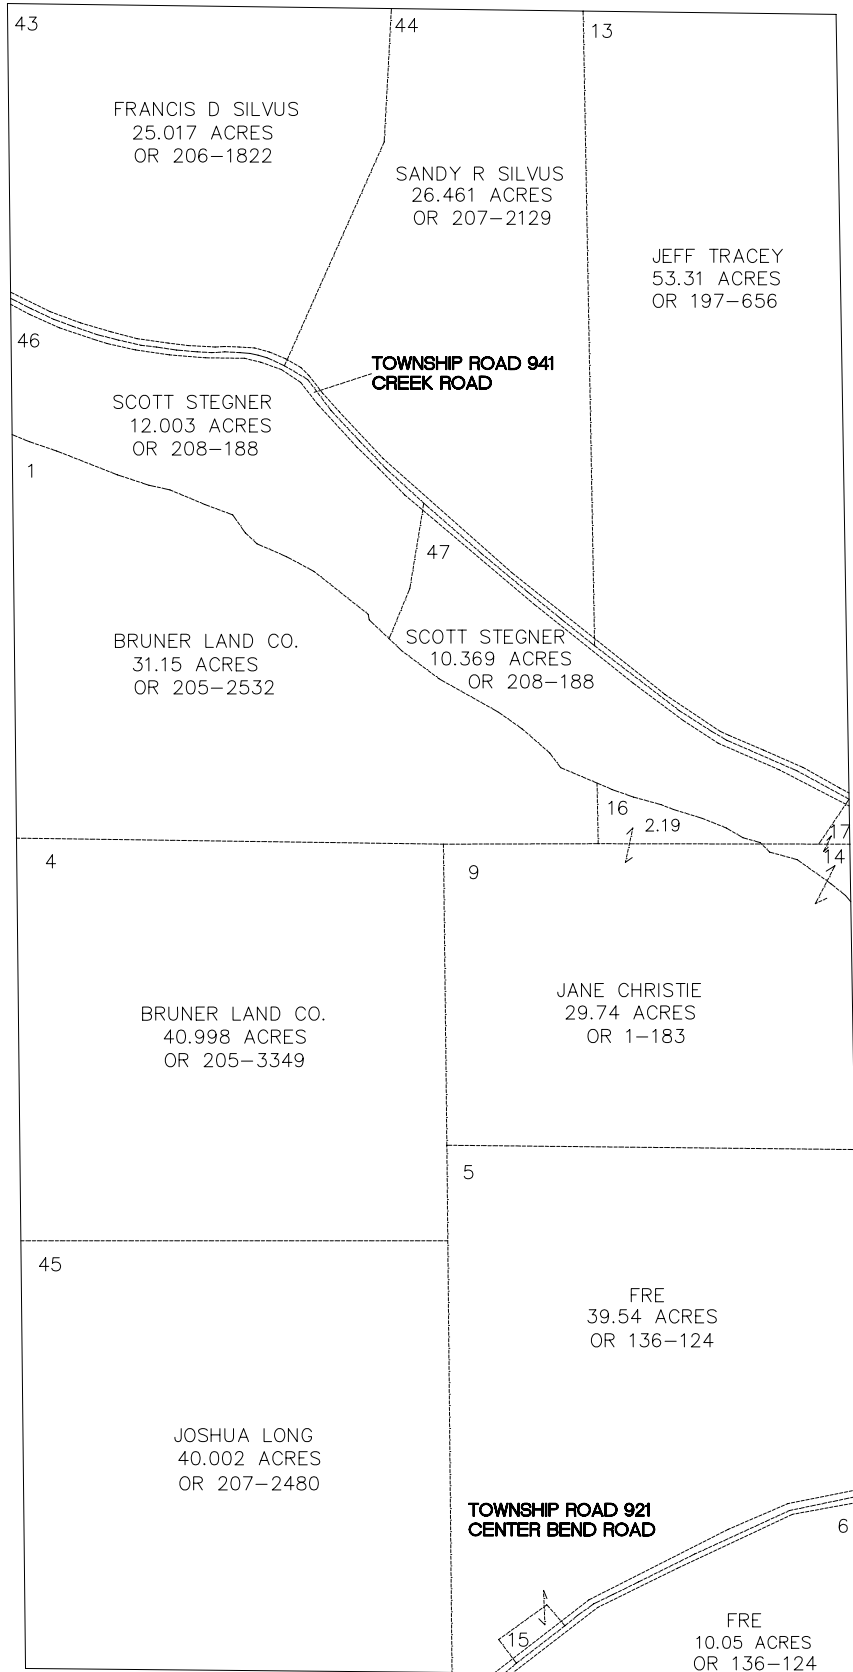 43
44
13
FRANCIS D SILVUS
25.017 ACRES
OR 206-1822
SANDY R SILVUS
26.461 ACRES
OR 207-2129
JEFF TRACEY
53.31 ACRES
OR 197-656
46
TOWNSHIP ROAD 941
CREEK ROAD
SCOTT STEGNER
12.003 ACRES
OR 208-188
1
47
BRUNER LAND CO.
31.15 ACRES
OR 205-2532
SCOTT STEGNER
10.369 ACRES
OR 208-188
16
2.19
17
14
4
9
BRUNER LAND CO.
40.998 ACRES
OR 205-3349
JANE CHRISTIE
29.74 ACRES
OR 1-183
5
45
FRE
39.54 ACRES
OR 136-124
JOSHUA LONG
40.002 ACRES
OR 207-2480
TOWNSHIP ROAD 921
CENTER BEND ROAD
6
15
FRE
10.05 ACRES
OR 136-124